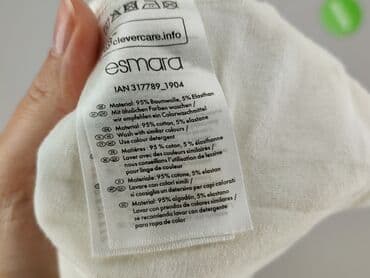 clevercare.info
esmara
IAN 317789_1904
Material: 95% Baumwolle, 5% Elasthan
Mit ähnlichen Farben waschen /
wir empfehlen ein Colorwaschmittel
Material: 95% cotton, 5% elastane
Wash with similar colours /
Use colour detergent
Matières: 95% coton, 5% élasthanne
Laver avec des couleurs similaires /
nous conseillons l'utilisation de lessive
pour linge de couleur
Materiale: 95% cotone, 5% elastan
Lavare con colori simili /
si consiglia un detersivo per capi colorati
Material: 95% algodón, 5% elastano
Lavar con prendas de colores similares /
se recomienda lavar con detergente
para ropa de color